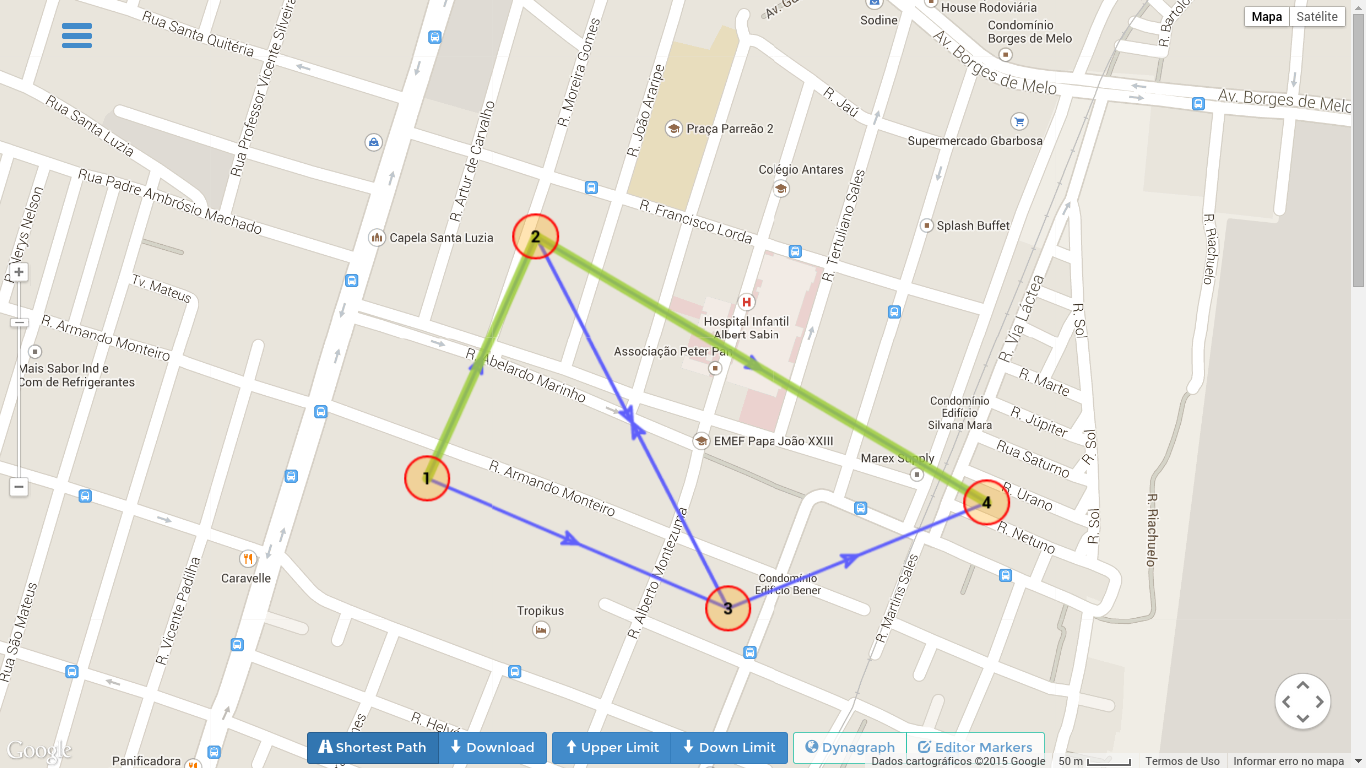 Rua Santa Quitéria
Rua Professor Vicente Silveira
R. Moreira Gomes
Sodine
House Rodoviária
Condomínio
Borges de Melo
Mapa
Satélite
R. Bartolo
Av. Borges de Melo
Av. Borges de Melo
Rua Santa Luzia
R. João Araripe
R. Jaú
Praça Parreão 2
Supermercado Gbarbosa
R. Artur de Carvalho
Colégio Antares
Rua Padre Ambrósio Machado
R. Francisco Lorda
R. Tertuliano Sales
Splash Buffet
R. Riachuelo
Nerys Nelson
Capela Santa Luzia
2
Tv. Mateus
H
Hospital Infantil
Albert Sabin
R. Via Láctea
R. Sol
R. Armando Monteiro
Associação Peter Pan
R. Abelardo Marinho
Mais Sabor Ind e
Com de Refrigerantes
R. Marte
Condomínio
Edifício
Silvana Mara
R. Júpiter
EMEF Papa João XXIII
Rua Saturno
R. Sol
Marex Supply
1
R. Armando Monteiro
4
R. Urano
R. Netuno
R. Sol
R. Riachuelo
R. Alberto Montezuma
Caravelle
Condomínio
Edifício Bener
3
R. Martins Sales
Rua São Mateus
R. Vicente Padilha
Tropikus
R. Helv
mes
Google
Panificadora
Shortest Path
Download
Upper Limit
Down Limit
Dynagraph
Editor Markers
Dados cartográficos ©2015 Google
50 m
Termos de Uso
Informar erro no mapa